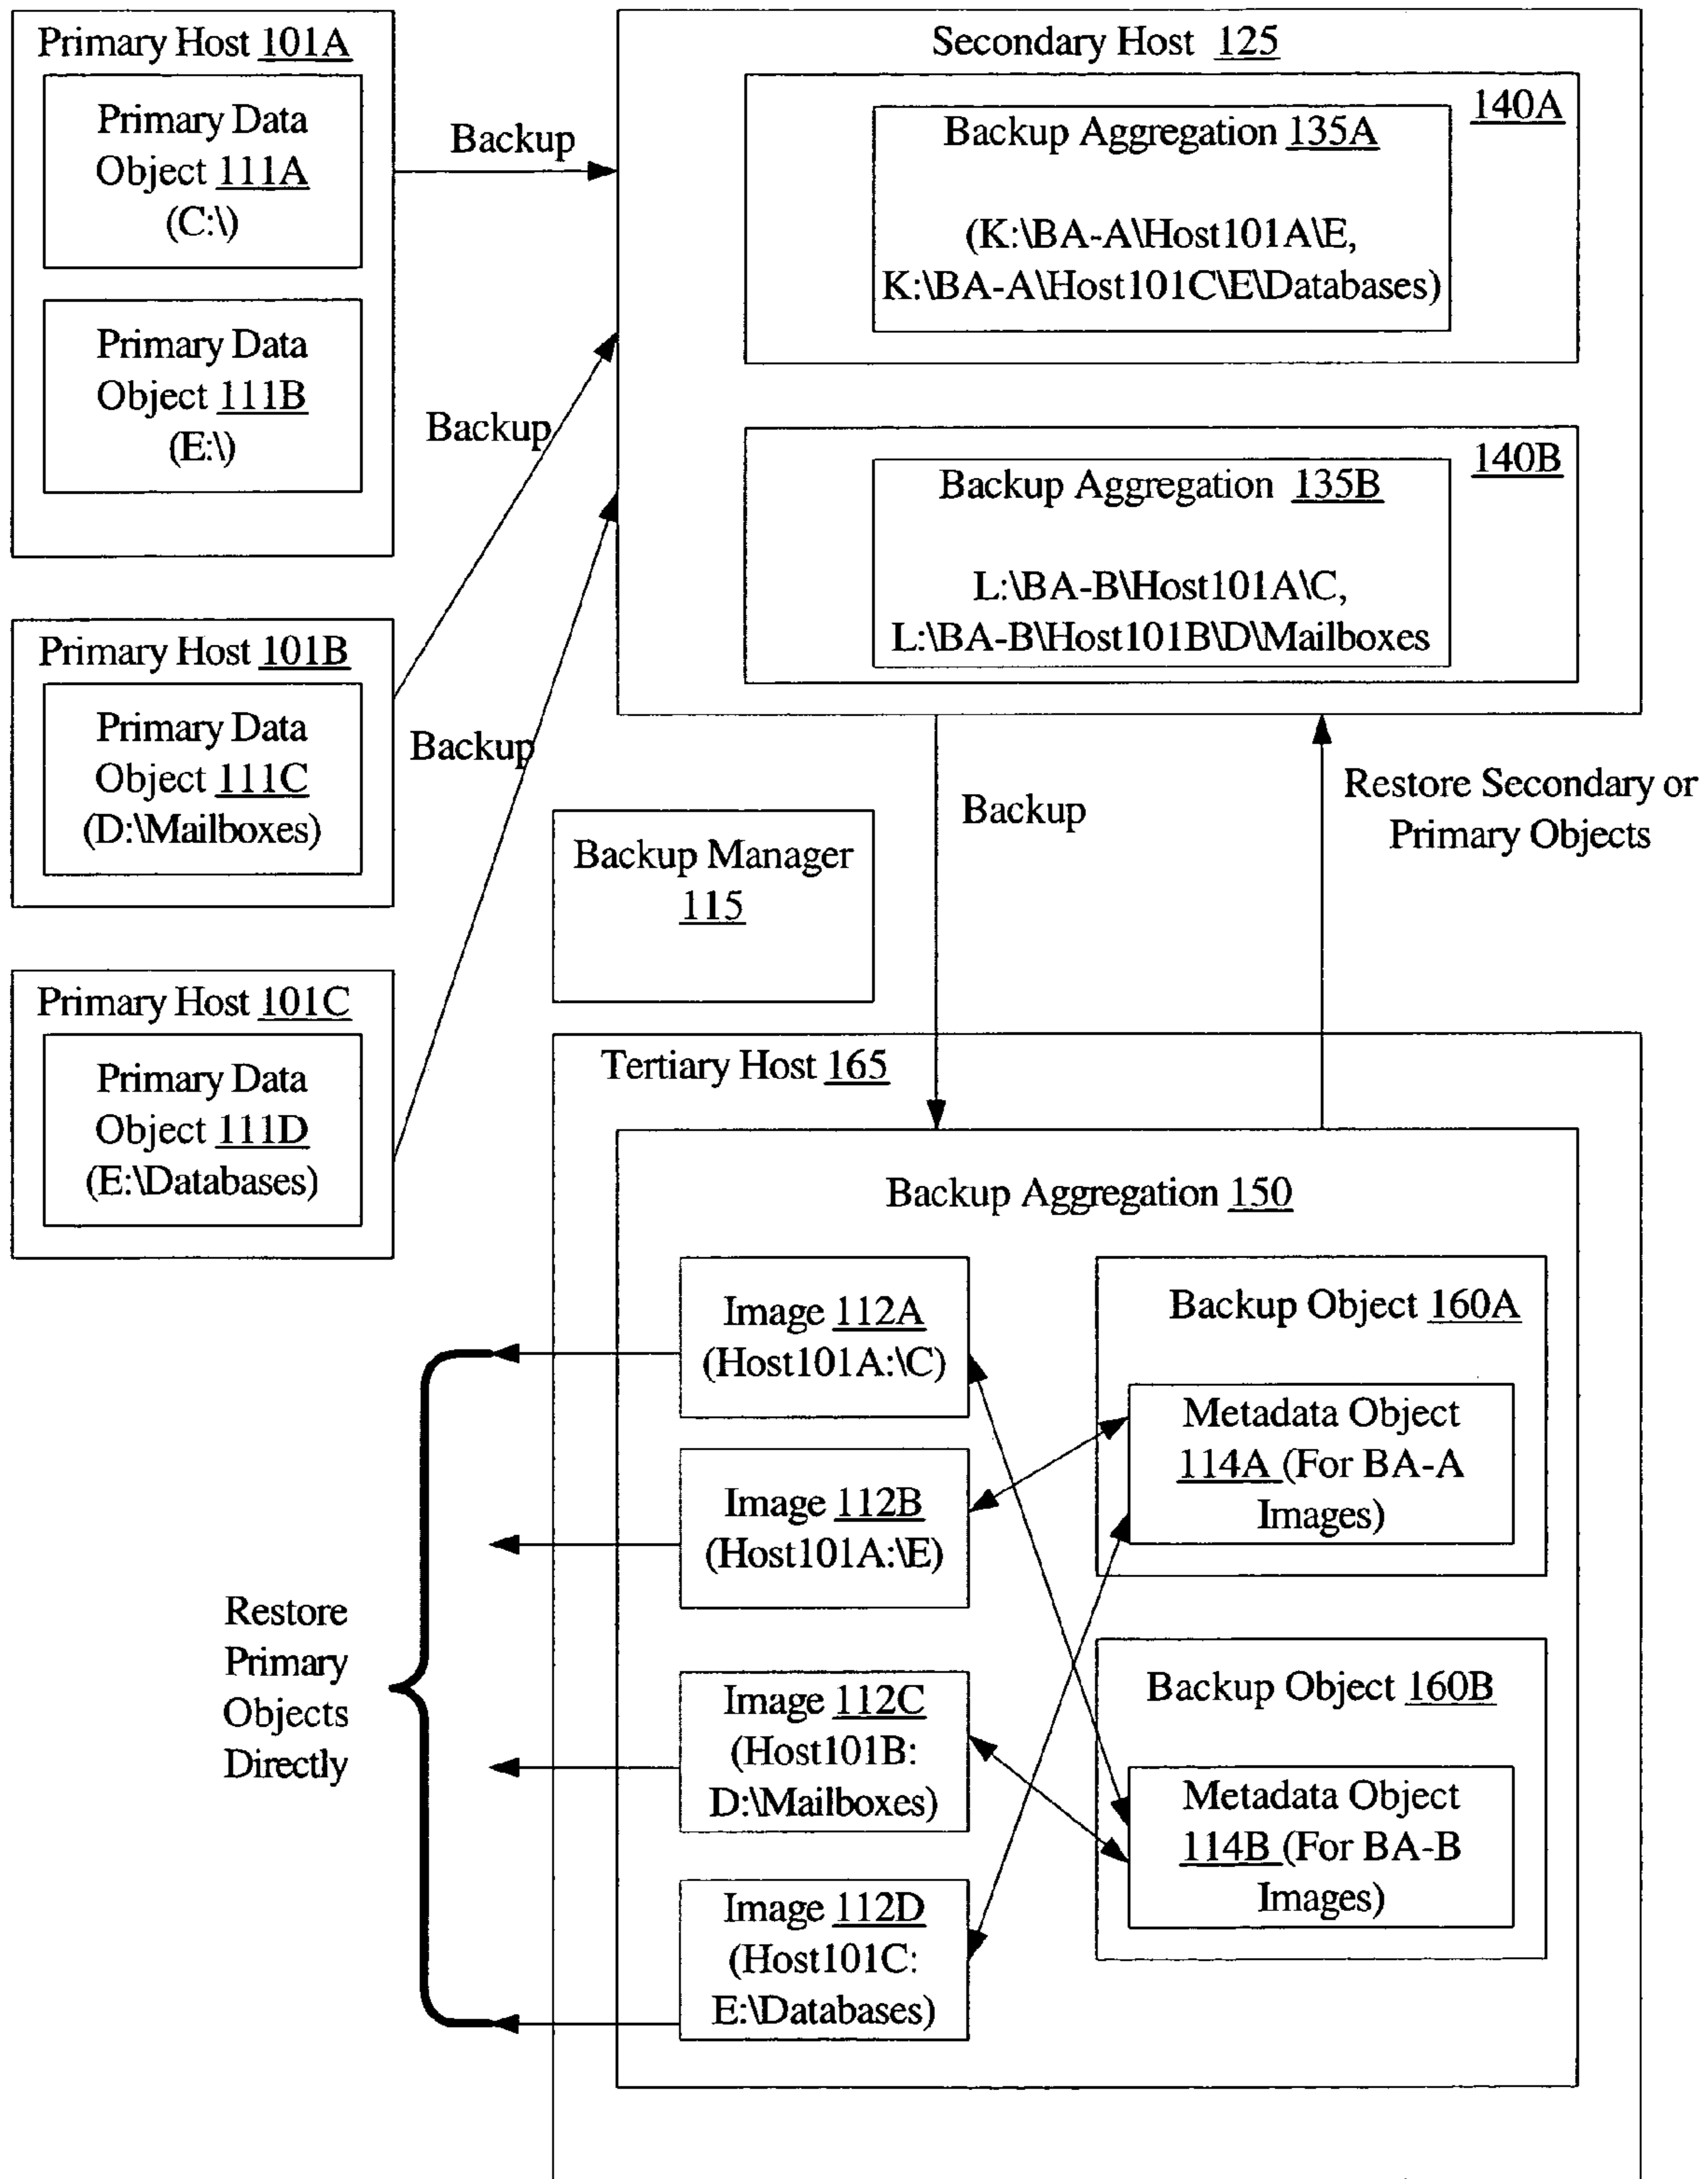 Primary Host 101A
Primary Data
Object 111A
(C:\)
Primary Data
Object 111B
(E:\)
Backup
Secondary Host 125
140A
Backup Aggregation 135A
(K:\BA-A\Host101A\E,
K:\BA-A\Host101C\E\Databases)
140B
Backup Aggregation 135B
L:\BA-B\Host101A\C,
L:\BA-B\Host101B\D\Mailboxes
Backup
Primary Host 101B
Primary Data
Object 111C
(D:\Mailboxes)
Backup
Backup Manager
115
Backup
Restore Secondary or
Primary Objects
Primary Host 101C
Primary Data
Object 111D
(E:\Databases)
Tertiary Host 165
Backup Aggregation 150
Image 112A
(Host101A:\C)
Image 112B
(Host101A:\E)
Image 112C
(Host101B:
D:\Mailboxes)
Image 112D
(Host101C:
E:\Databases)
Backup Object 160A
Metadata Object
114A (For BA-A
Images)
Backup Object 160B
Metadata Object
114B (For BA-B
Images)
Restore
Primary
Objects
Directly